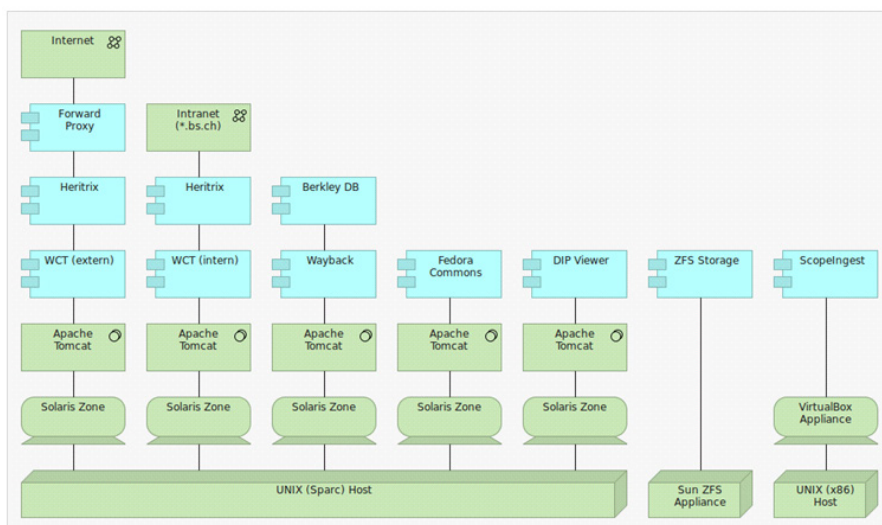 Internet
Forward
Proxy
Intranet
(*.bs.ch)
Heritrix
Heritrix
Berkley DB
WCT (extern)
WCT (intern)
Wayback
Fedora
Commons
DIP Viewer
ZFS Storage
ScopeIngest
Apache
Tomcat
Apache
Tomcat
Apache
Tomcat
Apache
Tomcat
Apache
Tomcat
Solaris Zone
Solaris Zone
Solaris Zone
Solaris Zone
Solaris Zone
VirtualBox
Appliance
UNIX (Sparc) Host
Sun ZFS
Appliance
UNIX (x86)
Host